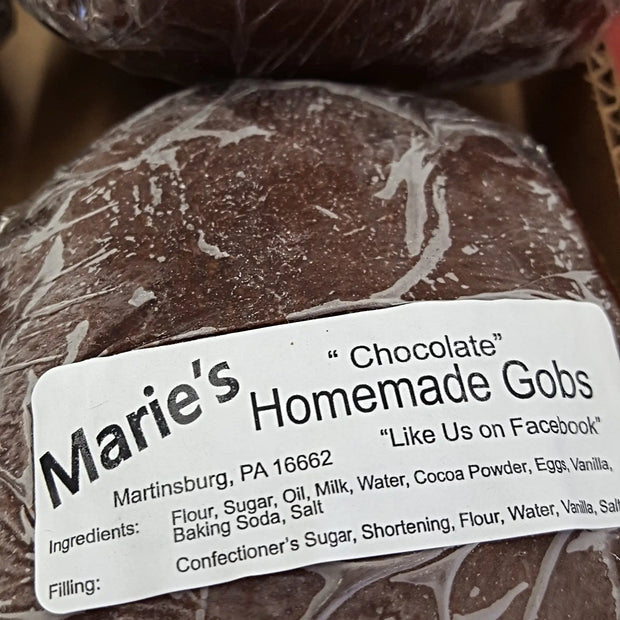 Marie's
“ Chocolate”
Homemade Gobs
“Like Us on Facebook”
Martinsburg, PA 16662
Ingredients: Flour, Sugar, Oil, Milk, Water, Cocoa Powder, Eggs, Vanilla,
Baking Soda, Salt
Filling: Confectioner's Sugar, Shortening, Flour, Water, Vanilla, Salt